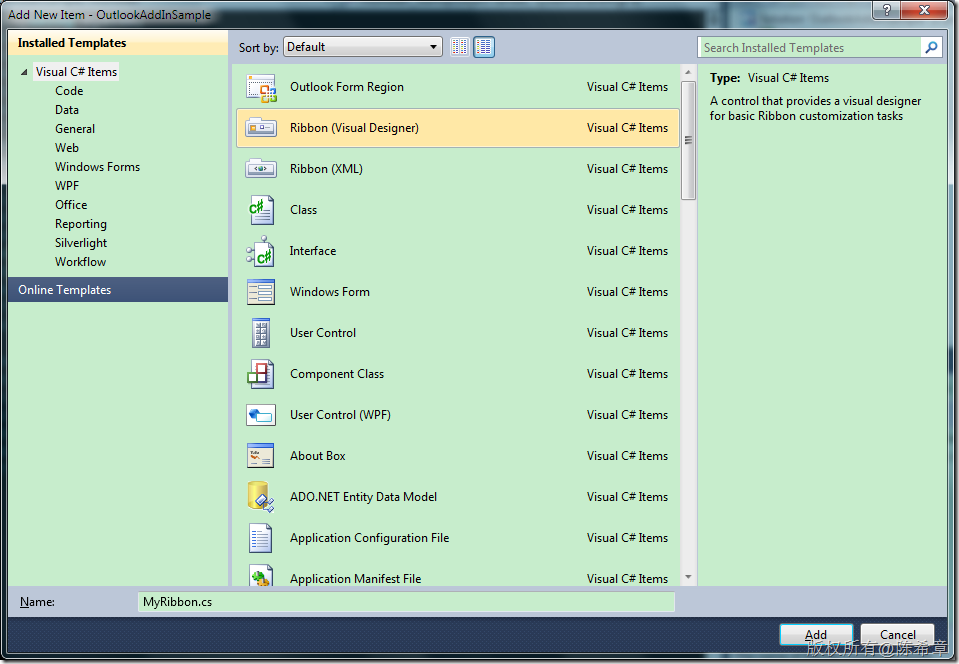 Add New Item - OutlookAddInSample
Installed Templates
Visual C# Items
Code
Data
General
Web
Windows Forms
WPF
Office
Reporting
Silverlight
Workflow
Online Templates
Sort by: Default
Outlook Form Region Visual C# Items
Ribbon (Visual Designer) Visual C# Items
Ribbon (XML) Visual C# Items
Class Visual C# Items
Interface Visual C# Items
Windows Form Visual C# Items
User Control Visual C# Items
Component Class Visual C# Items
User Control (WPF) Visual C# Items
About Box Visual C# Items
ADO.NET Entity Data Model Visual C# Items
Application Configuration File Visual C# Items
Application Manifest File Visual C# Items
Search Installed Templates
Type: Visual C# Items
A control that provides a visual designer
for basic Ribbon customization tasks
Name: MyRibbon.cs
Add Cancel
版权所有@陈希章